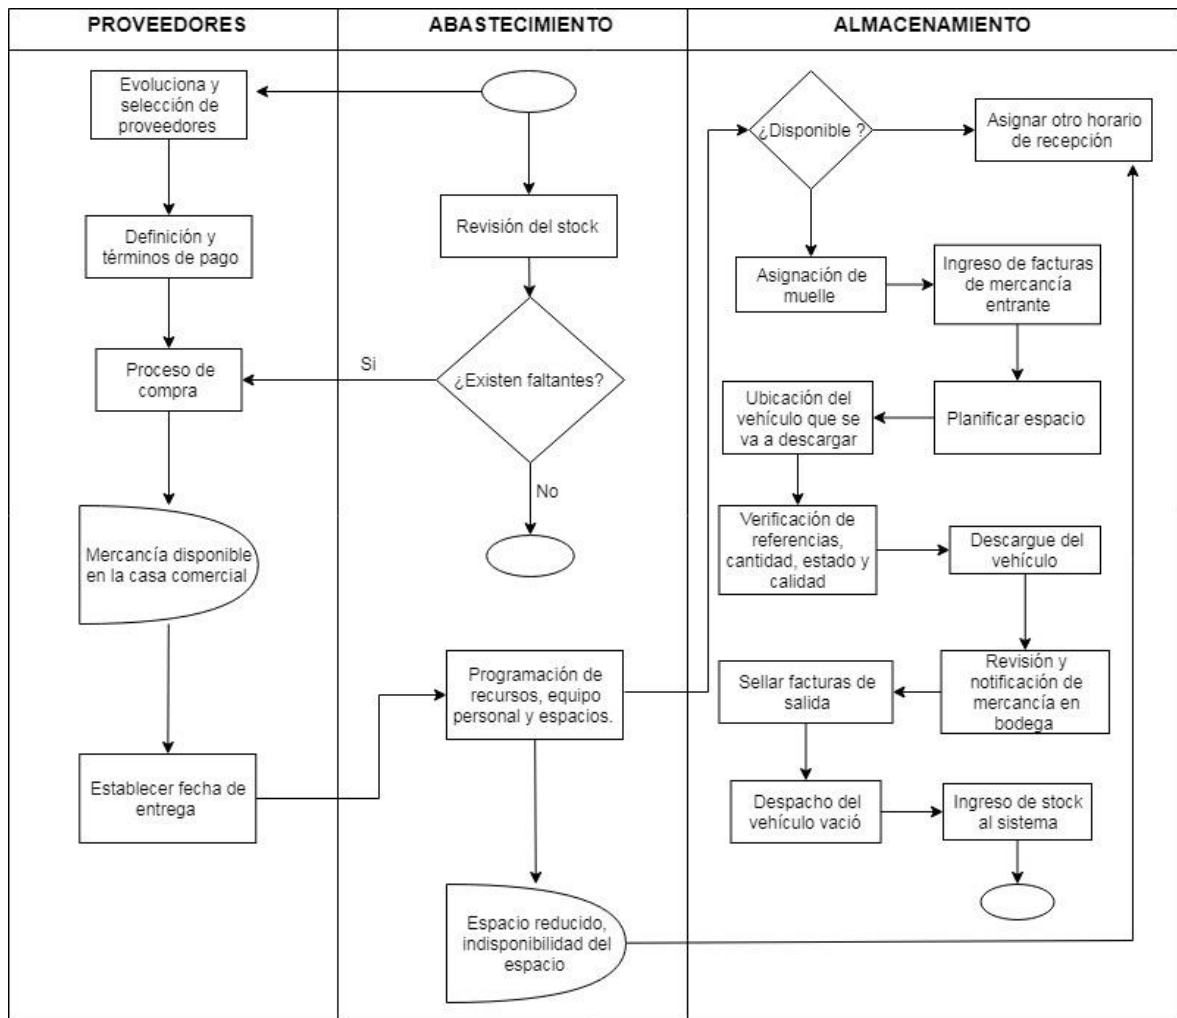 PROVEEDORES
ABASTECIMIENTO
ALMACENAMIENTO
Evoluciona y
selección de
proveedores
Definición y
términos de pago
Proceso de
compra
Mercancía disponible
en la casa comercial
Establecer fecha de
entrega
Revisión del stock
Si
¿Existen faltantes?
No
Programación de
recursos, equipo
personal y espacios.
Espacio reducido,
indisponibilidad del
espacio
¿Disponible ?
Asignar otro horario
de recepción
Asignación de
muelle
Ingreso de facturas
de mercancía
entrante
Ubicación del
vehículo que se
va a descargar
Planificar espacio
Verificación de
referencias,
cantidad, estado y
calidad
Descargue del
vehículo
Sellar facturas de
salida
Revisión y
notificación de
mercancía en
bodega
Despacho del
vehículo vació
Ingreso de stock
al sistema